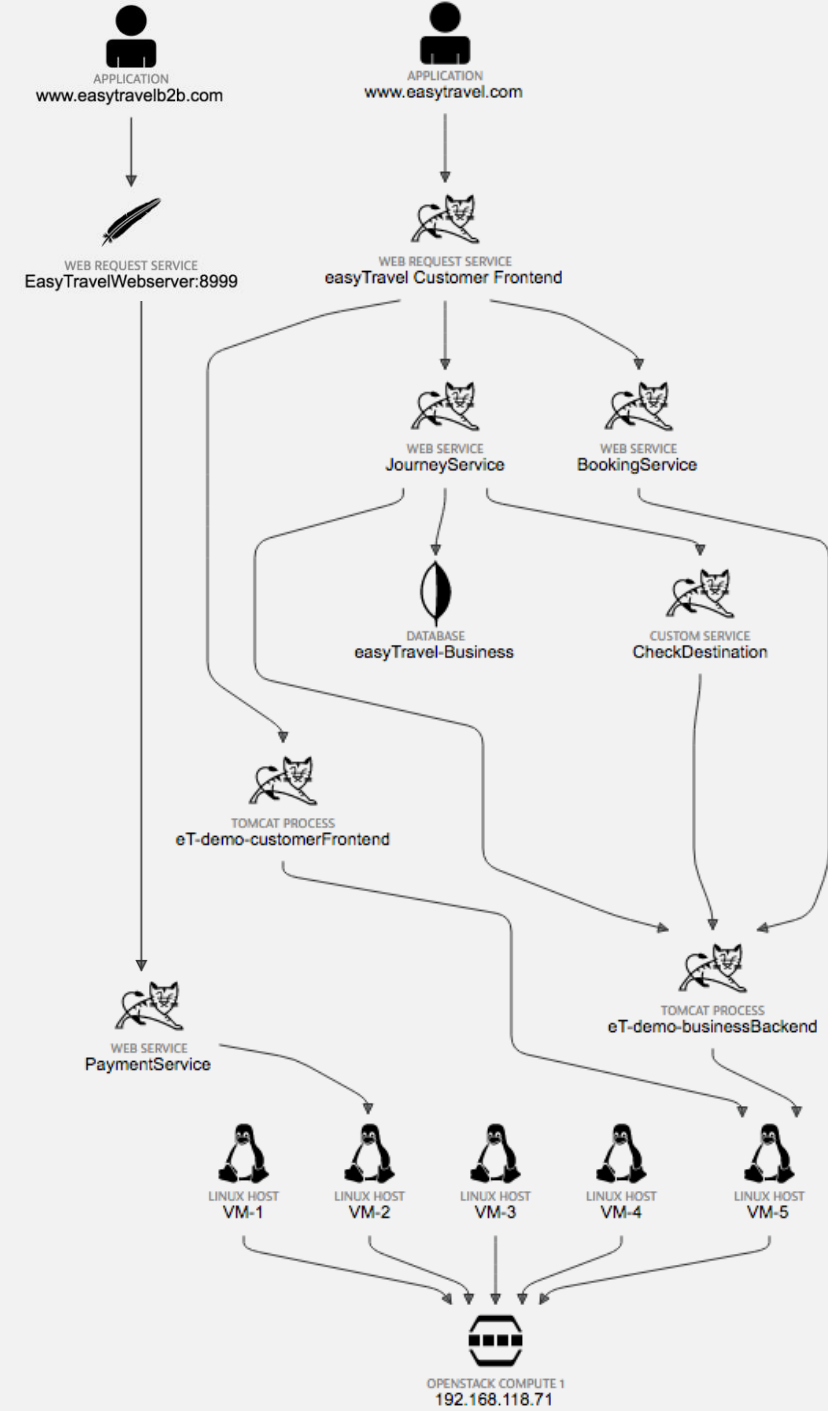 APPLICATION
www.easytravelb2b.com
APPLICATION
www.easytravel.com
WEB REQUEST SERVICE
EasyTravelWebserver:8999
WEB REQUEST SERVICE
easyTravel Customer Frontend
WEB SERVICE
JourneyService
WEB SERVICE
BookingService
DATABASE
easyTravel-Business
CUSTOM SERVICE
CheckDestination
TOMCAT PROCESS
eT-demo-customerFrontend
TOMCAT PROCESS
eT-demo-businessBackend
WEB SERVICE
PaymentService
LINUX HOST
VM-1
LINUX HOST
VM-2
LINUX HOST
VM-3
LINUX HOST
VM-4
LINUX HOST
VM-5
OPENSTACK COMPUTE 1
192.168.118.71